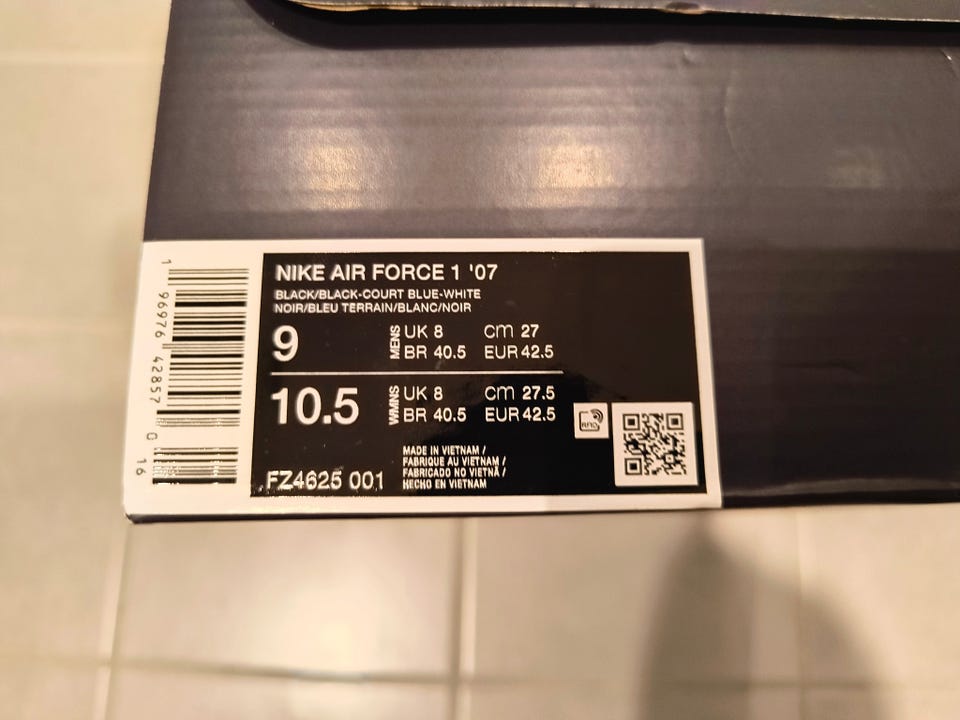 NIKE AIR FORCE 1 '07
BLACK/BLACK-COURT BLUE-WHITE
NOIR/BLEU TERRAIN/BLANC/NOIR
9 MENS UK 8 cm 27
BR 40.5 EUR 42.5
10.5 WMNS UK 8 cm 27.5
BR 40.5 EUR 42.5
MADE IN VIETNAM /
FABRIQUE AU VIETNAM /
FABRICADO NO VIETNÃ /
HECHO EN VIETNAM
FZ4625 001
1 96976 42857 0 16